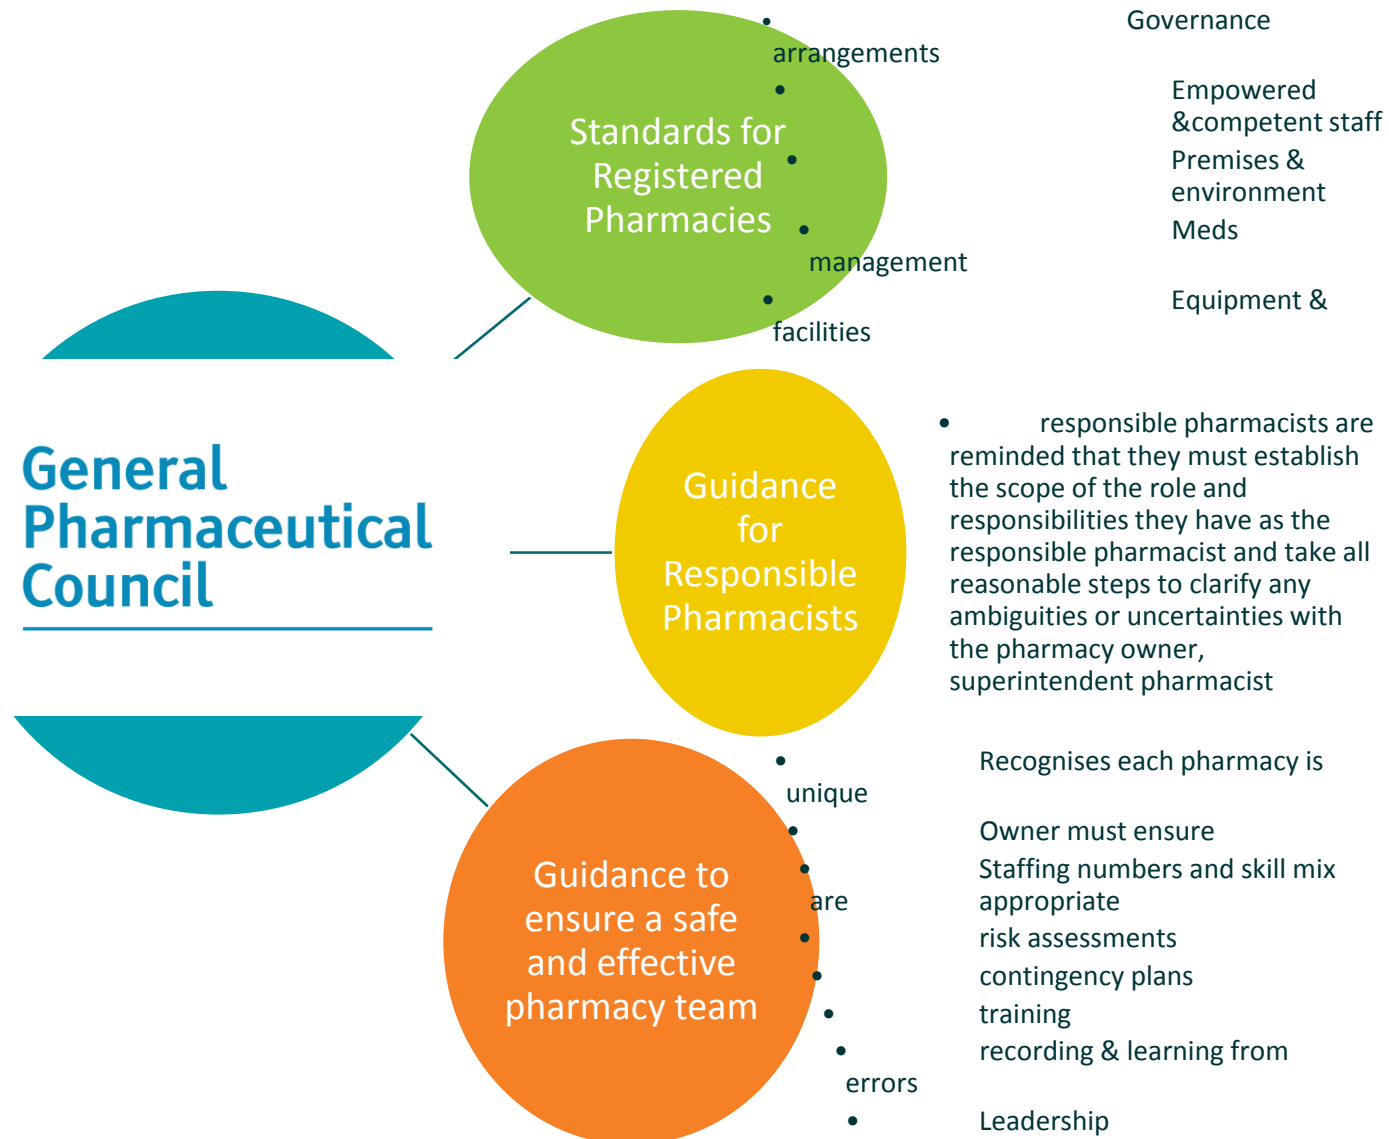 • Governance
arrangements
• Empowered
&competent staff
• Premises &
environment
• Meds
management
• Equipment &
facilities
Standards for
Registered
Pharmacies
General
Pharmaceutical
Council
Guidance
for
Responsible
Pharmacists
• responsible pharmacists are
reminded that they must establish
the scope of the role and
responsibilities they have as the
responsible pharmacist and take all
reasonable steps to clarify any
ambiguities or uncertainties with
the pharmacy owner,
superintendent pharmacist
Guidance to
ensure a safe
and effective
pharmacy team
• Recognises each pharmacy is
unique
• Owner must ensure
• Staffing numbers and skill mix
are appropriate
• risk assessments
• contingency plans
• training
• recording & learning from
errors
• Leadership